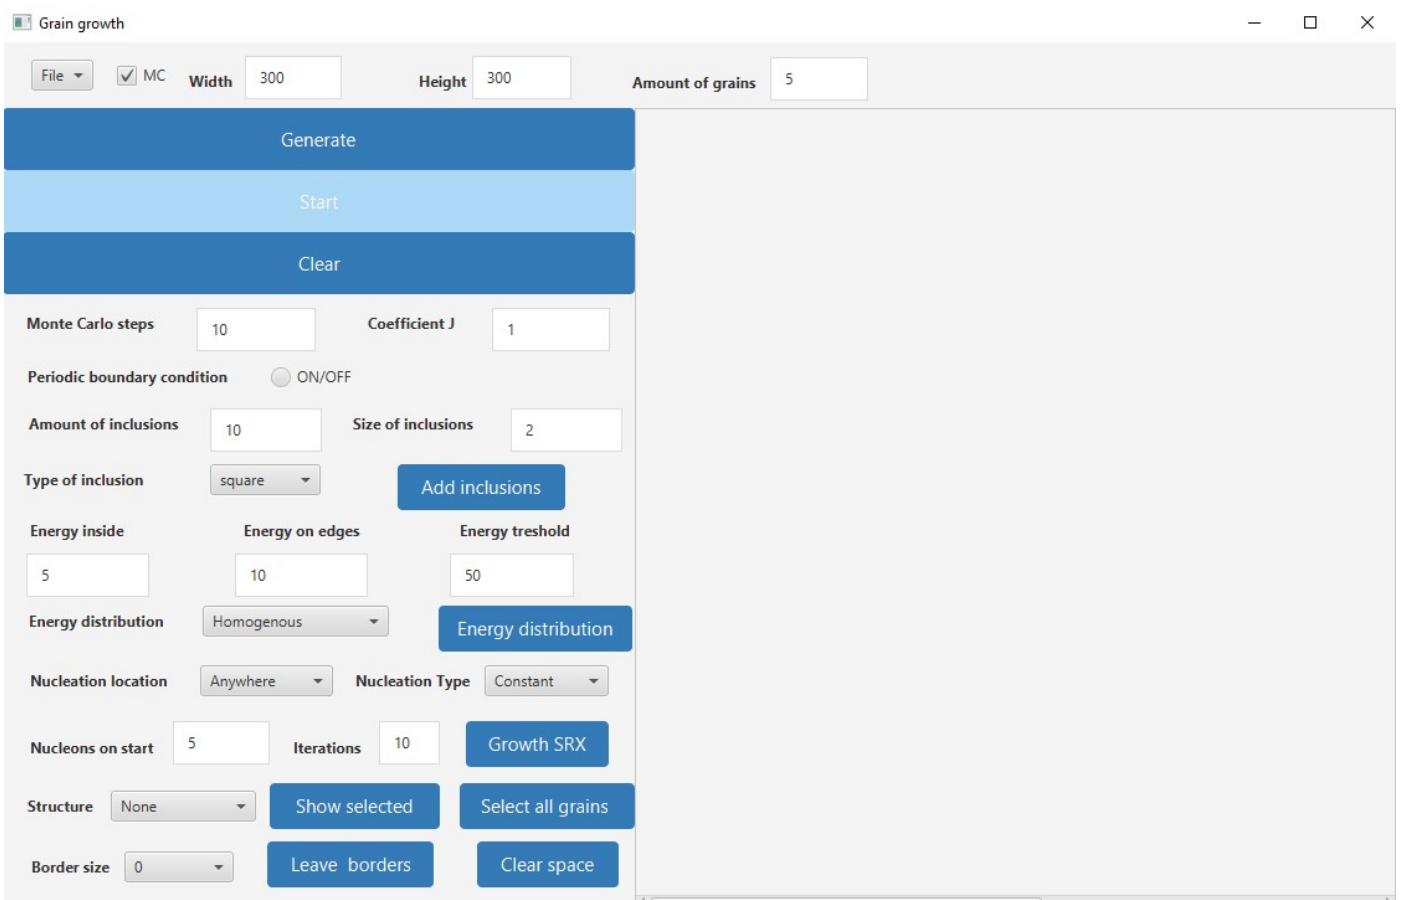 Grain growth
File MC Width 300 Height 300 Amount of grains 5
Generate
Start
Clear
Monte Carlo steps 10 Coefficient J 1
Periodic boundary condition ON/OFF
Amount of inclusions 10 Size of inclusions 2
Type of inclusion square Add inclusions
Energy inside Energy on edges Energy treshold
5 10 50
Energy distribution Homogenous Energy distribution
Nucleation location Anywhere Nucleation Type Constant
Nucleons on start 5 Iterations 10 Growth SRX
Structure None Show selected Select all grains
Border size 0 Leave borders Clear space